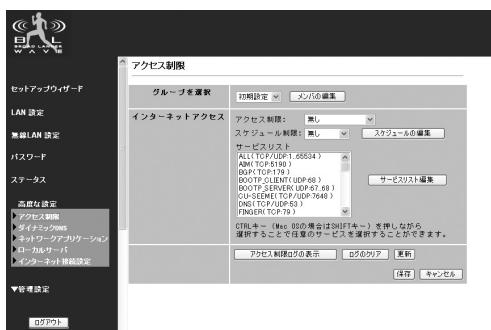 BL
BROAD LANNER
WAVE
セットアップウィザード
LAN 設定
無線LAN 設定
パスワード
ステータス
高度な設定
アクセス制限
ダイナミックDNS
ネットワークアプリケーション
ローカルサーバ
インターネット接続設定
▼管理設定
ログアウト
アクセス制限
グループを選択
初期設定 メンバの編集
インターネットアクセス
アクセス制限: 無し
スケジュール制限: 無し スケジュールの編集
サービスリスト
ALL(TCP/UDP:1..65534)
AIM(TCP:5190)
BGP(TCP:179)
BOOTP_CLIENT(UDP:68)
BOOTP_SERVER(UDP:67..68)
CU-SEEME(TCP/UDP:7648)
DNS(TCP/UDP:53)
FINGER(TCP:79)
サービスリスト編集
CTRLキー (Mac OSの場合はSHIFTキー) を押しながら
選択することで任意のサービスを選択することができます。
アクセス制限ログの表示 ログのクリア 更新
保存 キャンセル